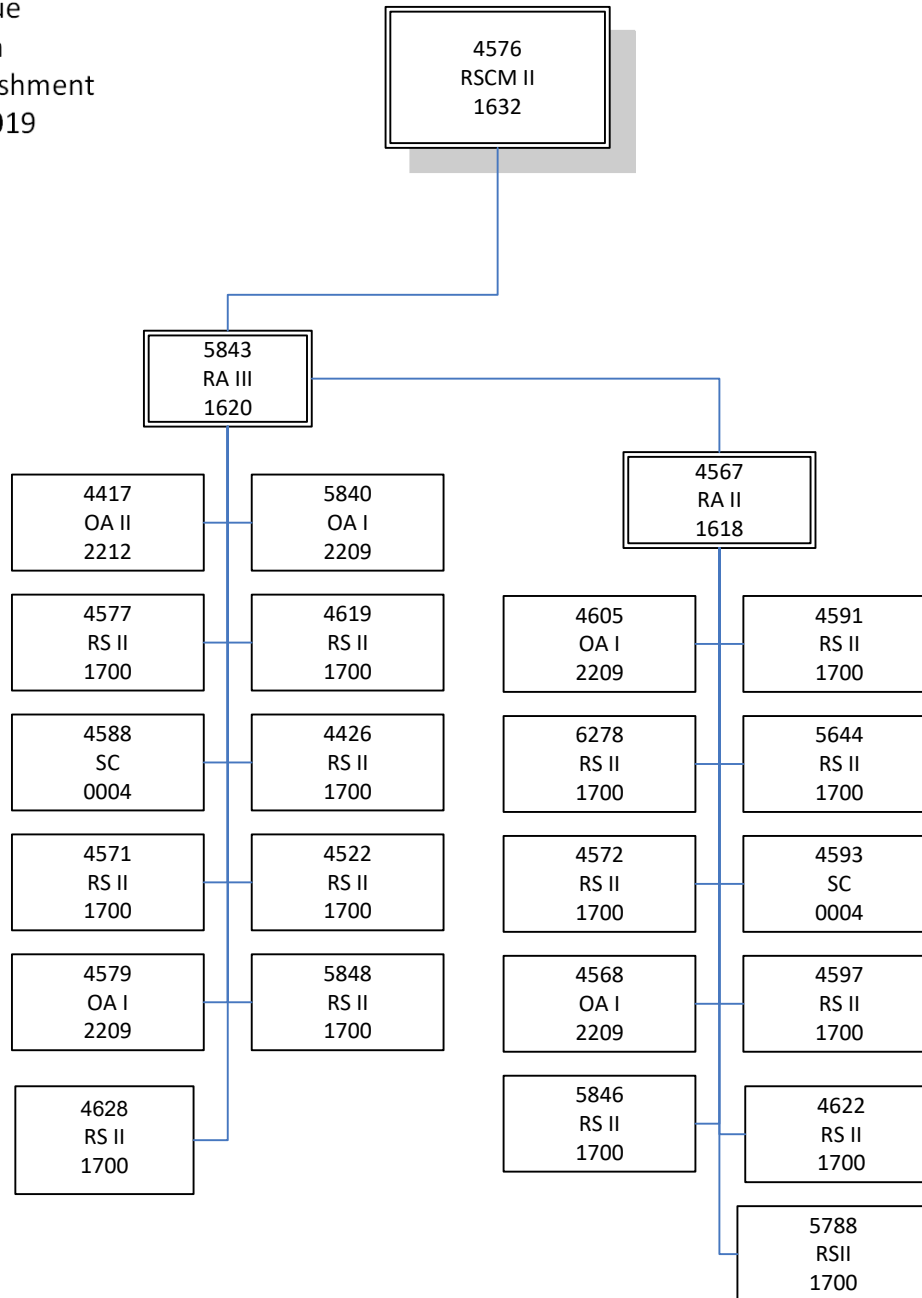 019
4576
RSCM II
1632
5843
RA III
1620
4567
RA II
1618
4417
OA II
2212
5840
OA I
2209
4577
RS II
1700
4619
RS II
1700
4588
SC
0004
4426
RS II
1700
4571
RS II
1700
4522
RS II
1700
4579
OA I
2209
5848
RS II
1700
4628
RS II
1700
4605
OA I
2209
4591
RS II
1700
6278
RS II
1700
5644
RS II
1700
4572
RS II
1700
4593
SC
0004
4568
OA I
2209
4597
RS II
1700
5846
RS II
1700
4622
RS II
1700
5788
RSII
1700